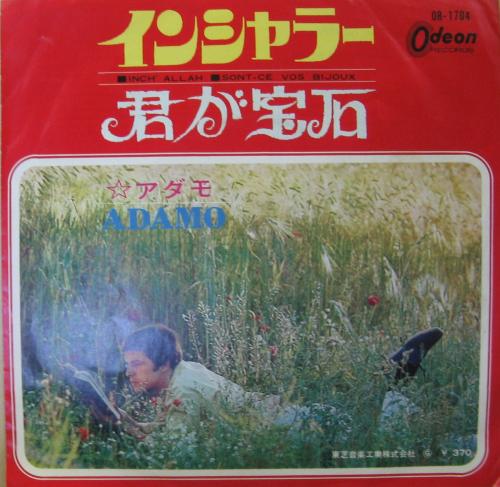 OR-1704
Odeon
RECORDS
インシャラー
■INCH' ALLAH ■SONT-CE VOS BIJOUX
君が宝石
☆アダモ
ADAMO
東芝音楽工業株式会社 Ⓖ ¥ 370